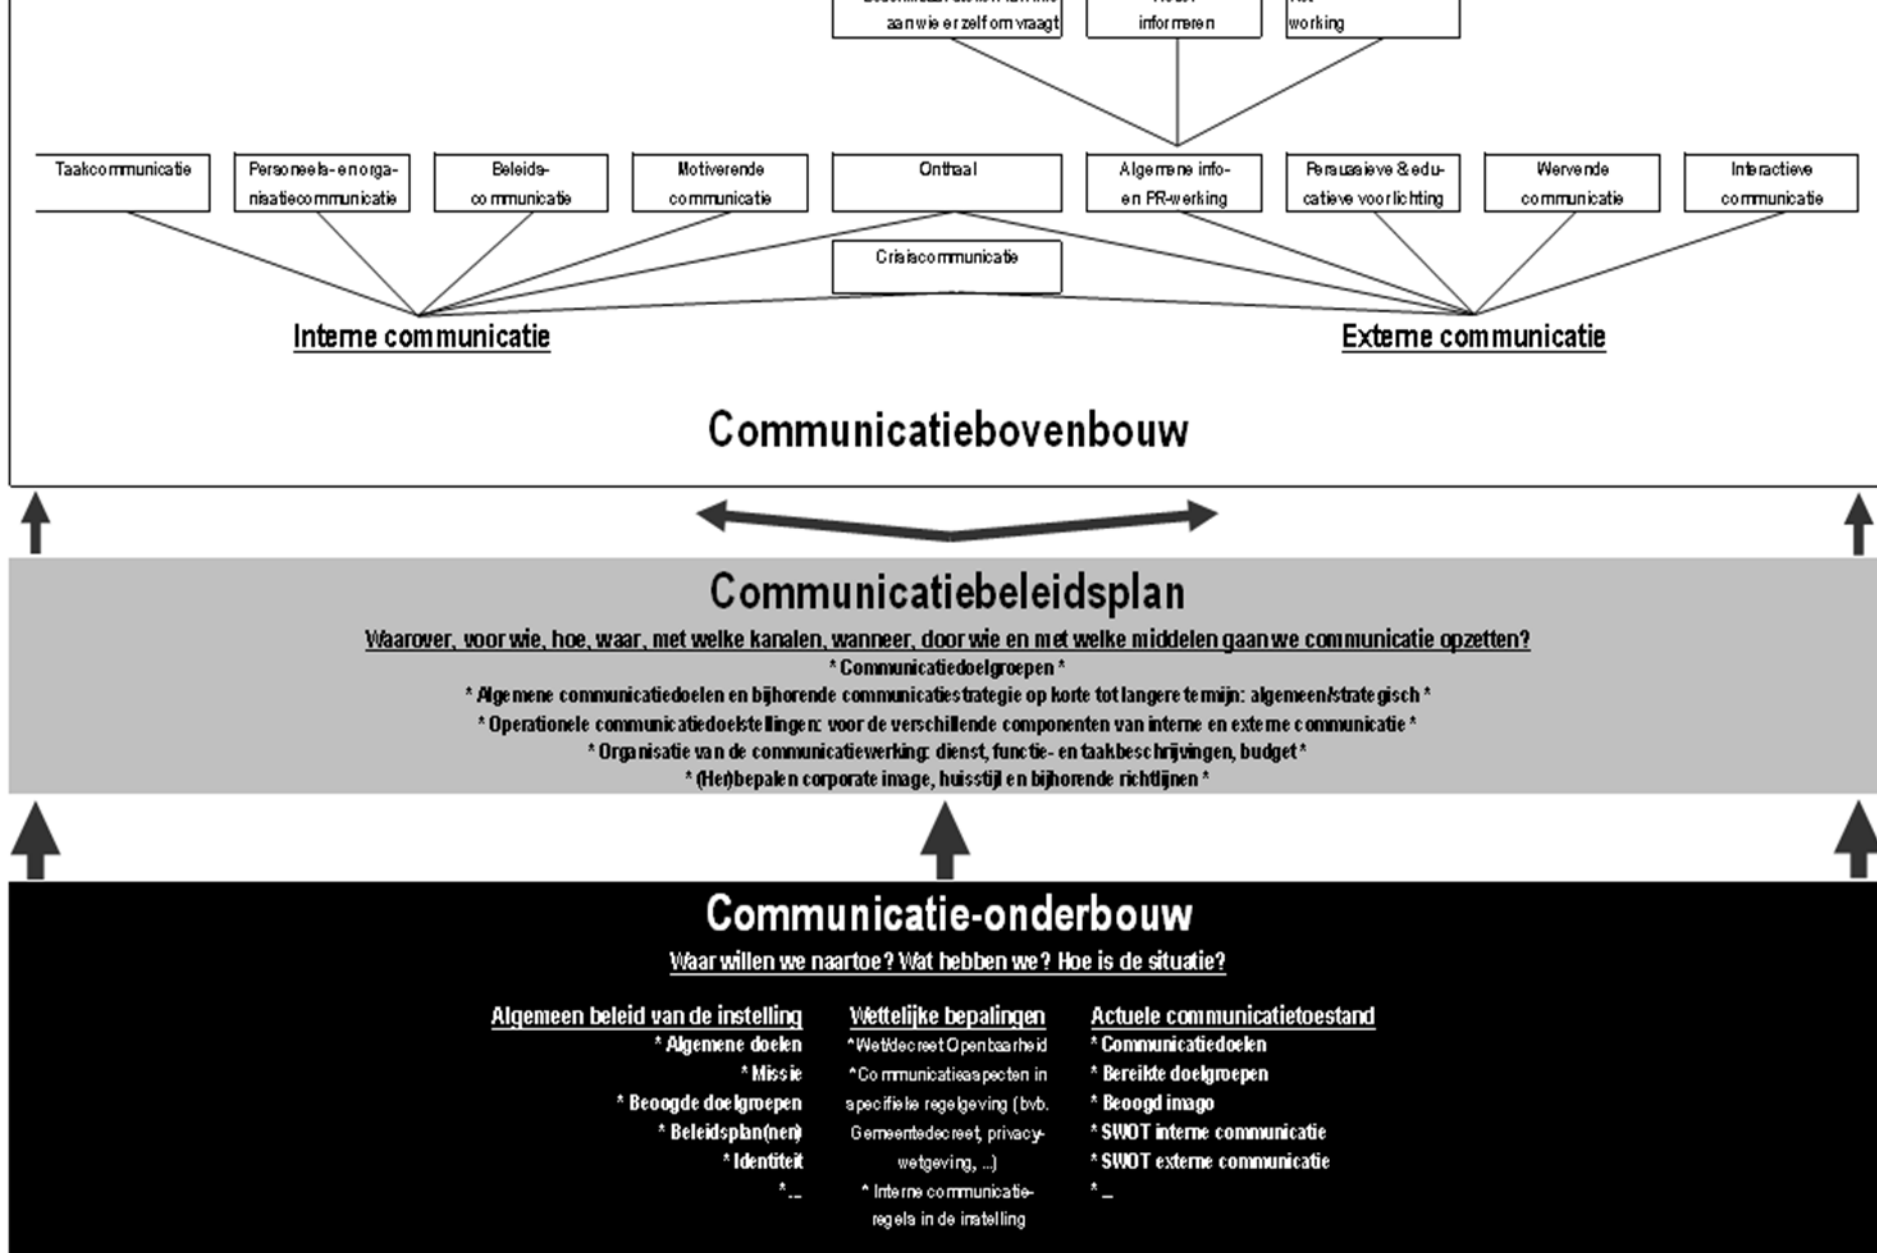 aan wie er zelf om vraagt
informeren
working
Taakcommunicatie
Personeels- en orga-
nisatiecommunicatie
Beleids-
communicatie
Motiverende
communicatie
Onthaal
Algemene info-
en PR-werking
Persuasieve & edu-
catieve voorlichting
Wervende
communicatie
Interactieve
communicatie
Crisiscommunicatie
Interne communicatie
Externe communicatie
Communicatiebovenbouw
Communicatiebeleidsplan
Waarover, voor wie, hoe, waar, met welke kanalen, wanneer, door wie en met welke middelen gaan we communicatie opzetten?
* Communicatiedoelgroepen *
* Algemene communicatiedoelen en bijhorende communicatiestrategie op korte tot langere termijn: algemeen/strategisch *
* Operationele communicatiedoelstellingen: voor de verschillende componenten van interne en externe communicatie *
* Organisatie van de communicatiewerking: dienst, functie- en taakbeschrijvingen, budget *
* (Her)bepalen corporate image, huisstijl en bijhorende richtlijnen *
Communicatie-onderbouw
Waar willen we naartoe? Wat hebben we? Hoe is de situatie?
Algemeen beleid van de instelling
* Algemene doelen
* Missie
* Beoogde doelgroepen
* Beleidsplan(nen)
* Identiteit
* ...
Wettelijke bepalingen
* Wet/decreet Openbaarheid
* Communicatieaspecten in
specifieke regelgeving (bvb.
Gemeentedecreet, privacy-
wetgeving, ...)
* Interne communicatie-
regels in de instelling
Actuele communicatietoestand
* Communicatiedoelen
* Bereikte doelgroepen
* Beoogd imago
* SWOT interne communicatie
* SWOT externe communicatie
* ...